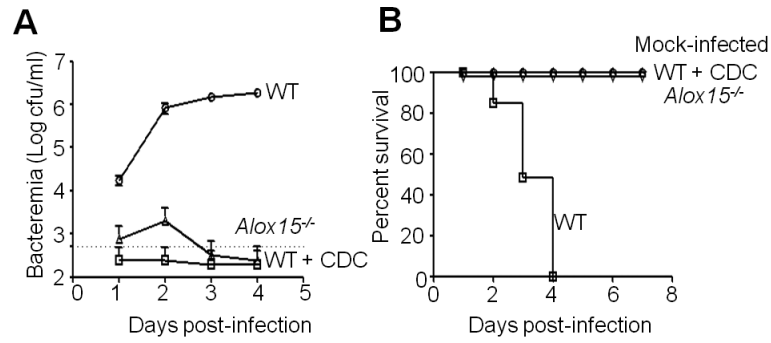 A
Bacteremia (Log cfu/ml)
7
6
5
4
3
2
0
1
2
3
4
5
Days post-infection
WT
Alox15-/-
WT + CDC
B
Percent survival
100
80
60
40
20
0
0
2
4
6
8
Days post-infection
Mock-infected
WT + CDC
Alox15-/-
WT